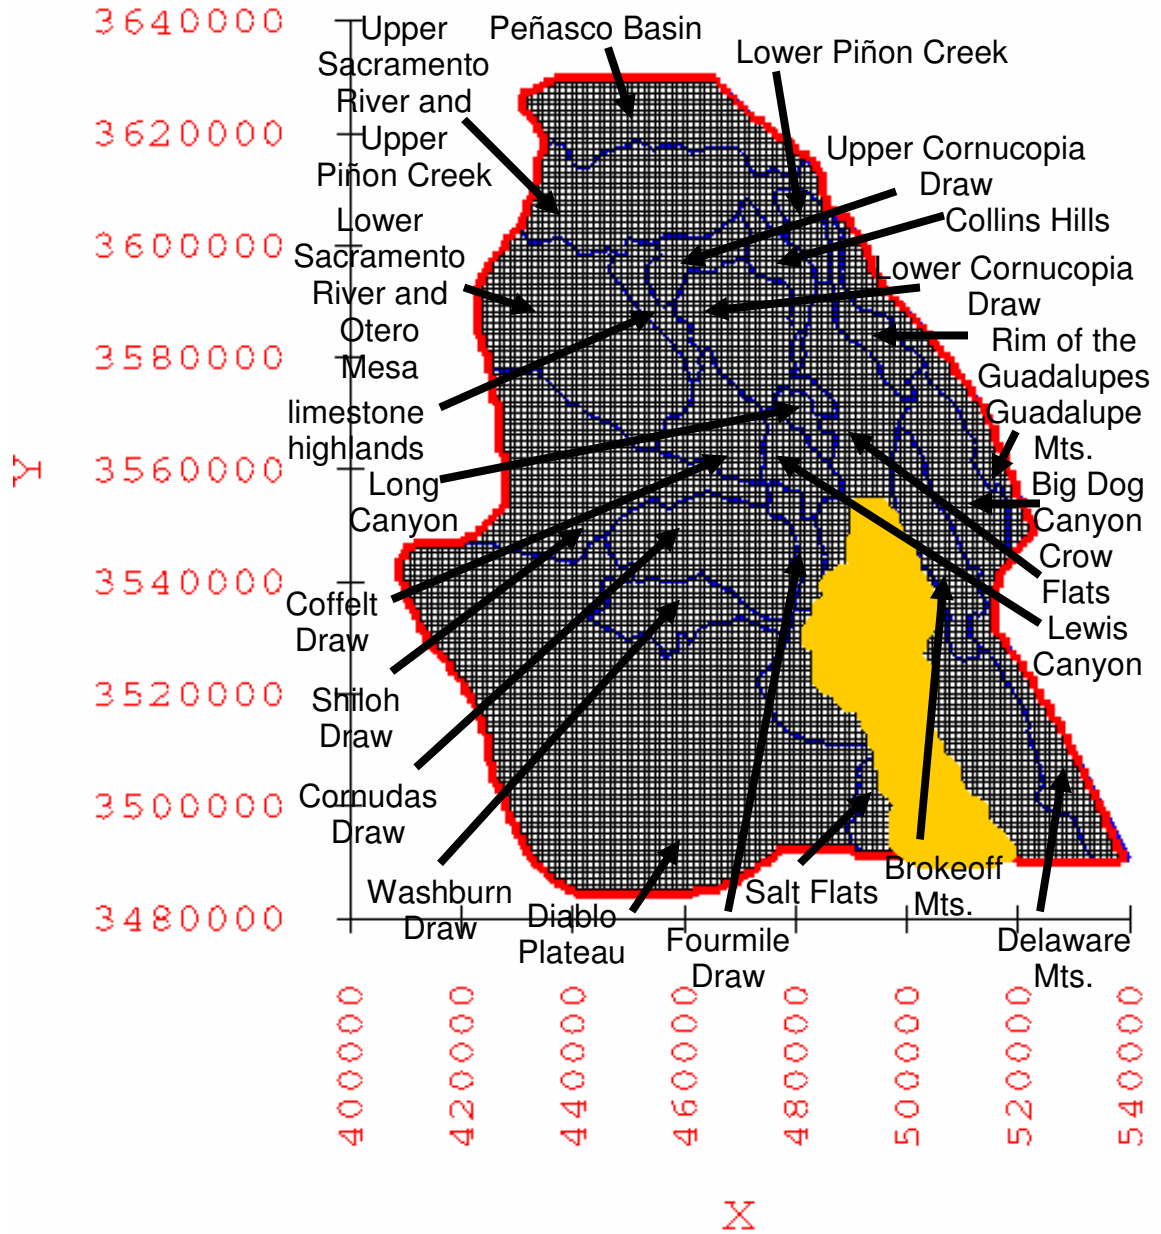 3640000
3620000
3600000
3580000
3560000
3540000
3520000
3500000
3480000
Y
Upper
Sacramento
River and
Upper
Piñon Creek
Peñasco Basin
Lower Piñon Creek
Upper Cornucopia
Draw
Collins Hills
Lower Cornucopia
Draw
Rim of the
Guadalupes
Guadalupe
Mts.
Big Dog
Canyon
Crow
Flats
Lewis
Canyon
Lower
Sacramento
River and
Otero
Mesa
limestone
highlands
Long
Canyon
Coffelt
Draw
Shiloh
Draw
Cornudas
Draw
Washburn
Draw
Diablo
Plateau
Fourmile
Draw
Salt Flats
Brokeoff
Mts.
Delaware
Mts.
400000
420000
440000
460000
480000
500000
520000
540000
X